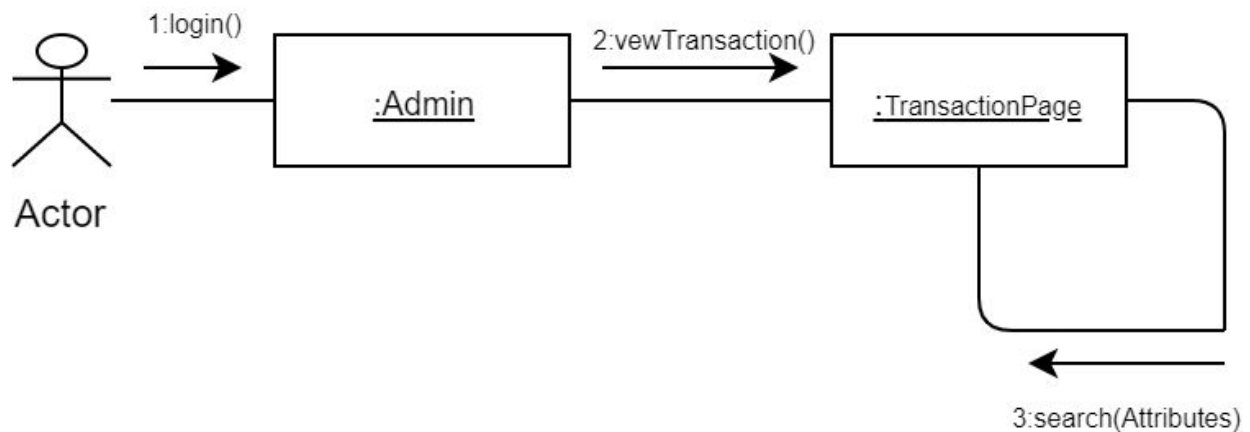 1:login()
2:vewTransaction()
:Admin
:TransactionPage
Actor
3:search(Attributes)